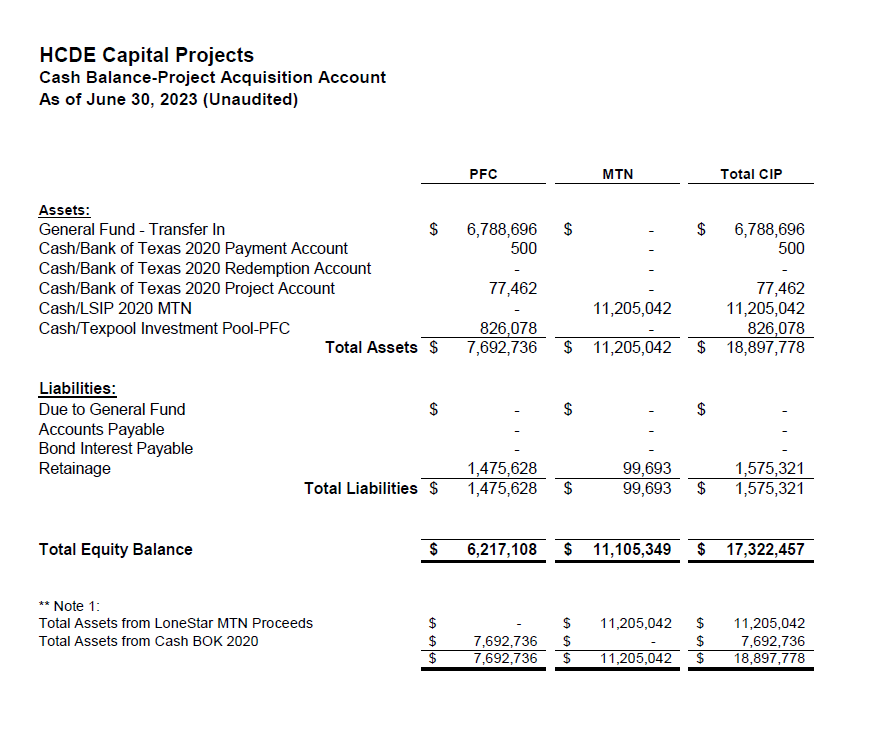 HCDE Capital Projects
Cash Balance-Project Acquisition Account
As of June 30, 2023 (Unaudited)
PFC MTN Total CIP
Assets:
General Fund - Transfer In $ 6,788,696 $ - $ 6,788,696
Cash/Bank of Texas 2020 Payment Account 500 - 500
Cash/Bank of Texas 2020 Redemption Account - - -
Cash/Bank of Texas 2020 Project Account 77,462 - 77,462
Cash/LSIP 2020 MTN - 11,205,042 11,205,042
Cash/Texpool Investment Pool-PFC 826,078 - 826,078
Total Assets $ 7,692,736 $ 11,205,042 $ 18,897,778
Liabilities:
Due to General Fund $ - $ - $ -
Accounts Payable - - -
Bond Interest Payable - - -
Retainage 1,475,628 99,693 1,575,321
Total Liabilities $ 1,475,628 $ 99,693 $ 1,575,321
Total Equity Balance $ 6,217,108 $ 11,105,349 $ 17,322,457
** Note 1:
Total Assets from LoneStar MTN Proceeds $ - $ 11,205,042 $ 11,205,042
Total Assets from Cash BOK 2020 $ 7,692,736 $ - $ 7,692,736
$ 7,692,736 $ 11,205,042 $ 18,897,778